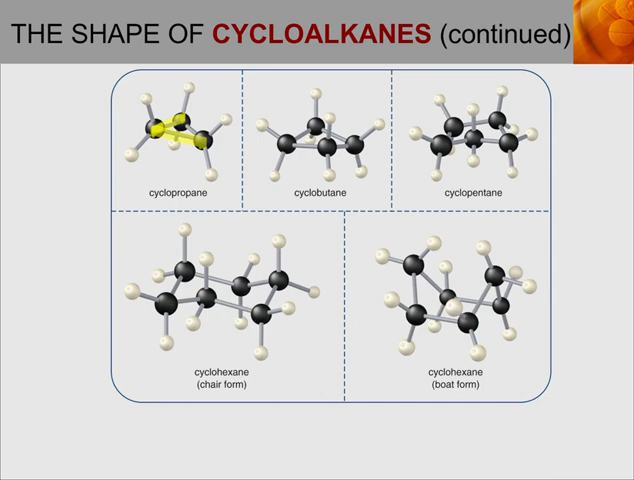 THE SHAPE OF CYCLOALKANES (continued)
cyclopropane
cyclobutane
cyclopentane
cyclohexane
(chair form)
cyclohexane
(boat form)